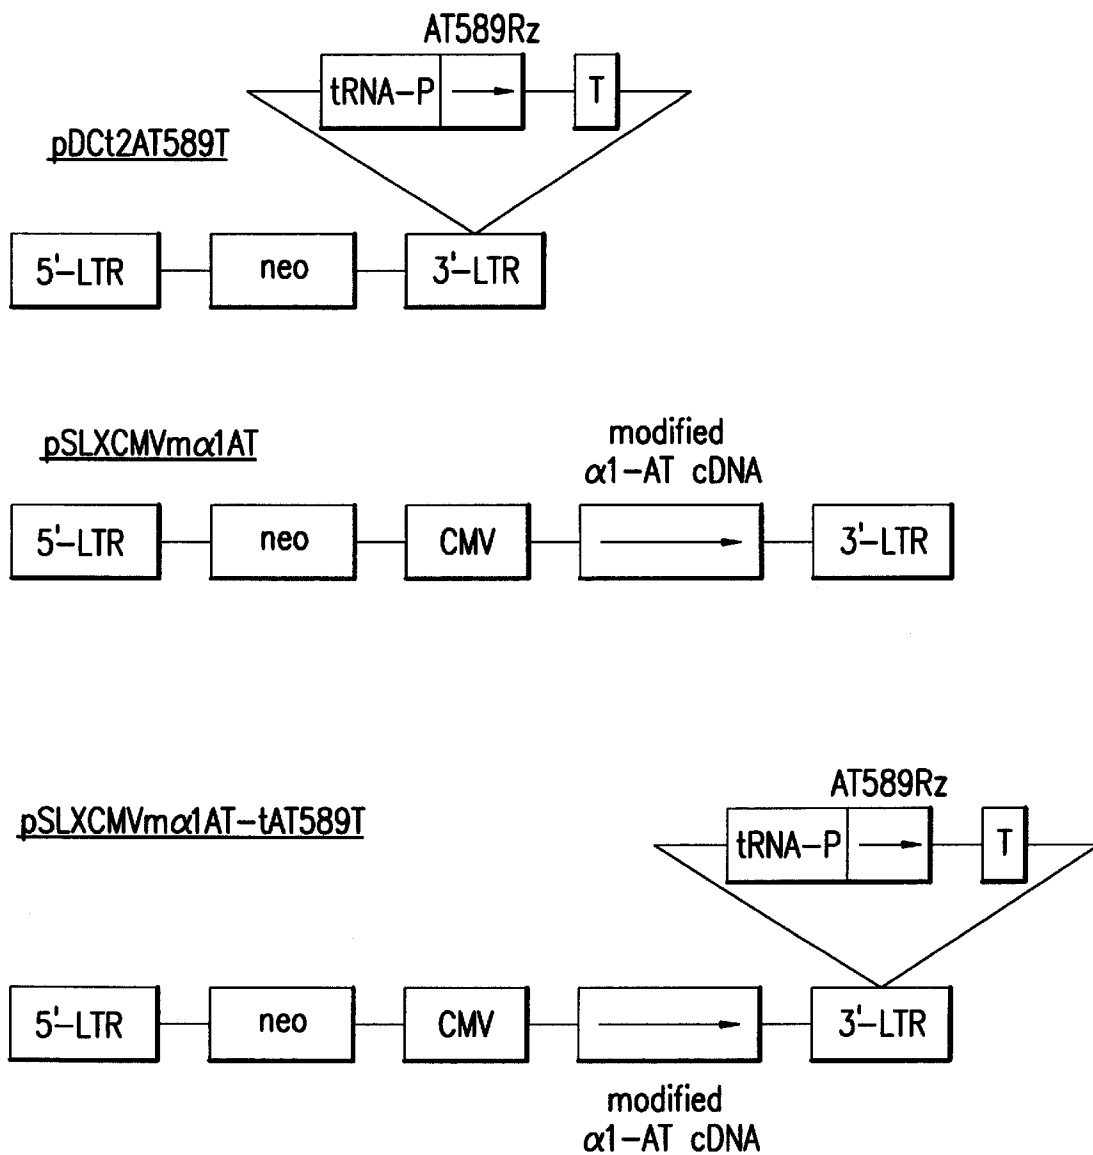 AT589Rz
tRNA-P T
pDCt2AT589T
5'-LTR neo 3'-LTR
pSLXCMVmα1AT
modified
α1-AT cDNA
5'-LTR neo CMV 3'-LTR
AT589Rz
pSLXCMVmα1AT-tAT589T
tRNA-P T
5'-LTR neo CMV 3'-LTR
modified
α1-AT cDNA